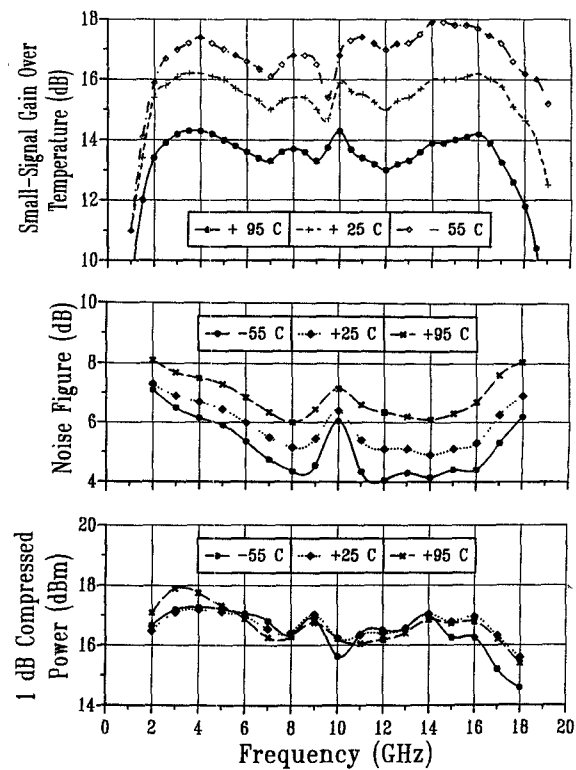 Small-Signal Gain Over
Temperature (dB)
18
16
14
12
10
+ 95 C + 25 C - 55 C
Noise Figure (dB)
10
8
6
4
-55 C +25 C +95 C
1 dB Compressed
Power (dBm)
20
18
16
14
-55 C +25 C +95 C
0 2 4 6 8 10 12 14 16 18 20
Frequency (GHz)